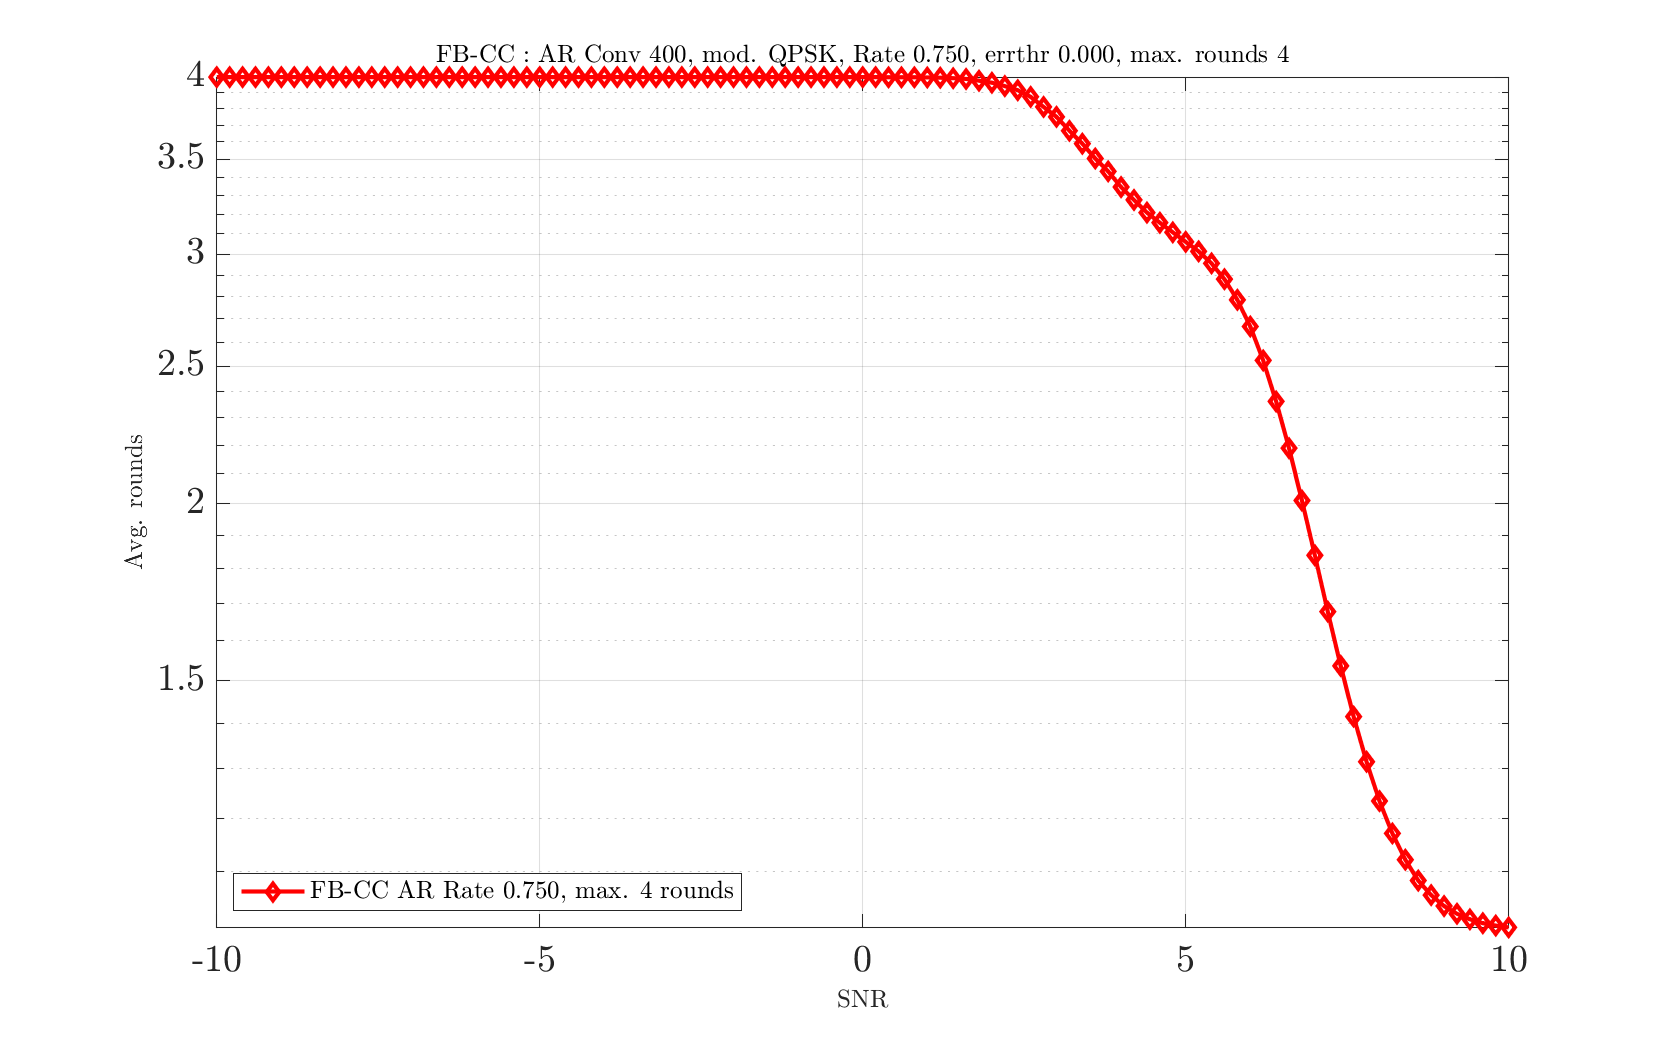 FB-CC : AR Conv 400, mod. QPSK, Rate 0.750, errthr 0.000, max. rounds 4
4
3.5
3
2.5
2
1.5
Avg. rounds
FB-CC AR Rate 0.750, max. 4 rounds
-10
-5
0
5
10
SNR